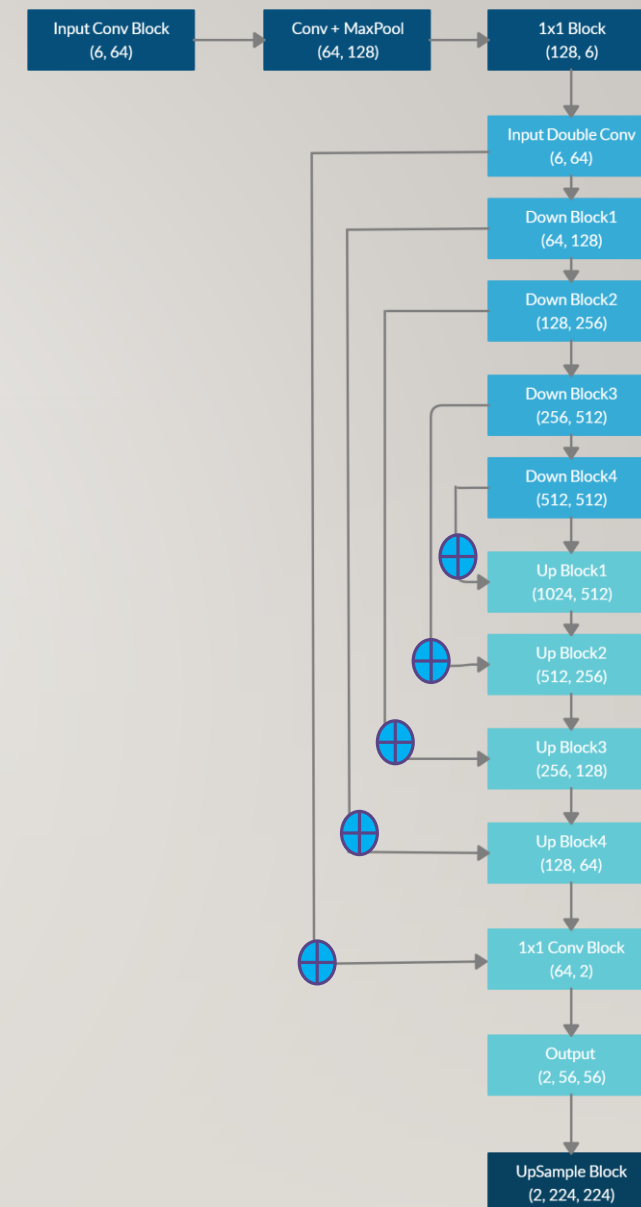 Input Conv Block
(6, 64)
Conv + MaxPool
(64, 128)
1x1 Block
(128, 6)
Input Double Conv
(6, 64)
Down Block1
(64, 128)
Down Block2
(128, 256)
Down Block3
(256, 512)
Down Block4
(512, 512)
Up Block1
(1024, 512)
Up Block2
(512, 256)
Up Block3
(256, 128)
Up Block4
(128, 64)
1x1 Conv Block
(64, 2)
Output
(2, 56, 56)
UpSample Block
(2, 224, 224)